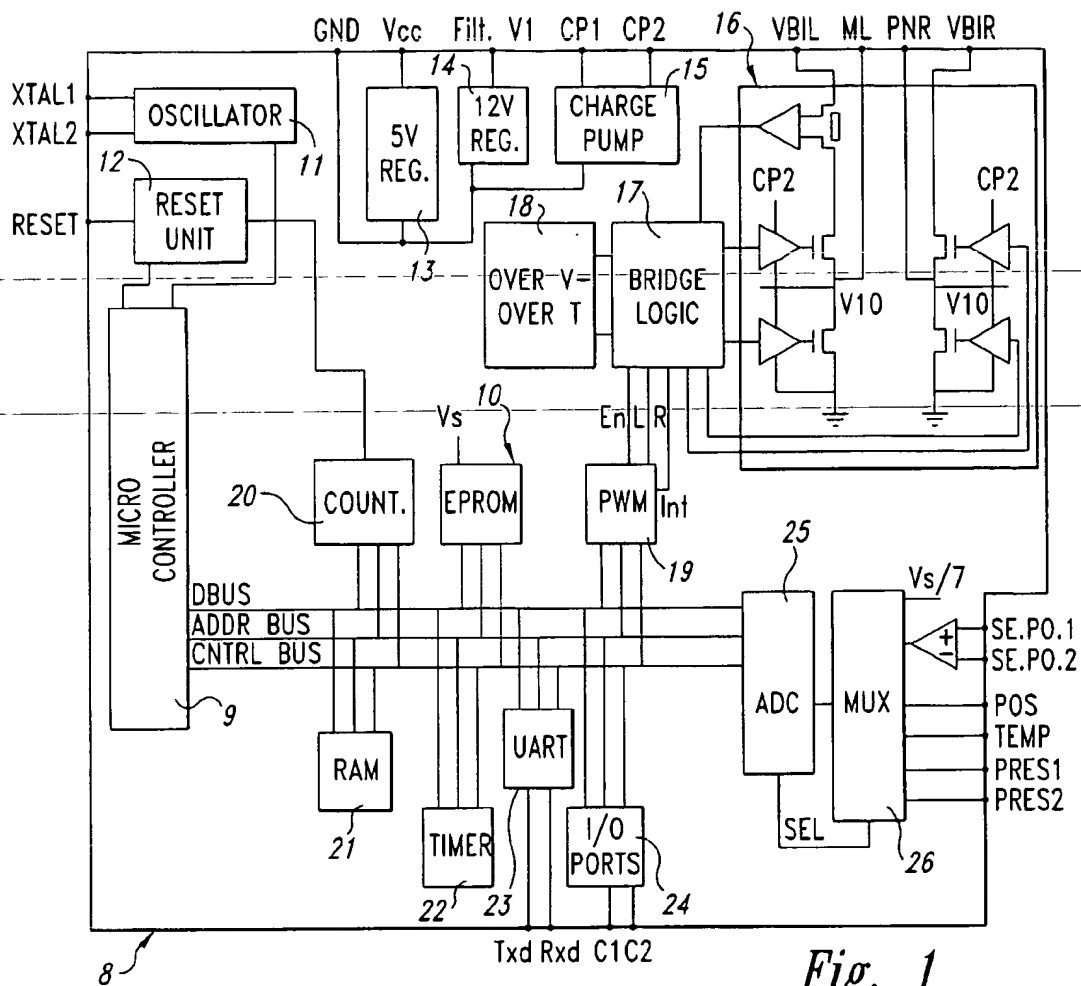 GND Vcc Filt. V1 CP1 CP2 16 VBIL ML PNR VBIR
XTAL1
XTAL2
OSCILLATOR
11
14
12V
REG.
15
CHARGE
PUMP
5V
REG.
13
12
RESET
UNIT
RESET
CP2
CP2
18
OVER V-
OVER T
17
BRIDGE
LOGIC
V10
V10
MICRO
CONTROLLER
9
Vs
10
En L R
20
COUNT.
EPROM
PWM
Int
19
25
DBUS
ADDR BUS
CNTRL BUS
Vs/7
+
-
SE.PO.1
SE.PO.2
ADC
MUX
POS
TEMP
PRES1
PRES2
SEL
26
RAM
21
TIMER
22
UART
23
I/O
PORTS
24
Txd Rxd C1 C2
8
Fig. 1